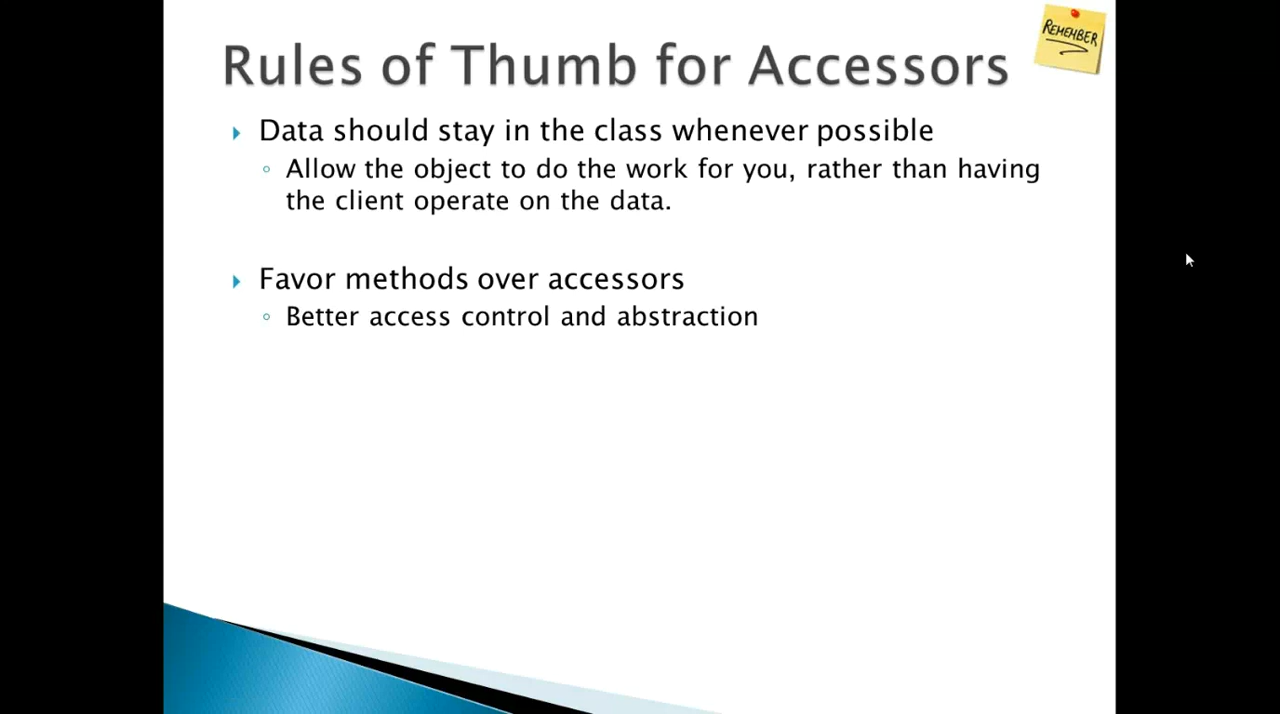 Rules of Thumb for Accessors
REMEMBER
Data should stay in the class whenever possible
Allow the object to do the work for you, rather than having
the client operate on the data.
Favor methods over accessors
Better access control and abstraction